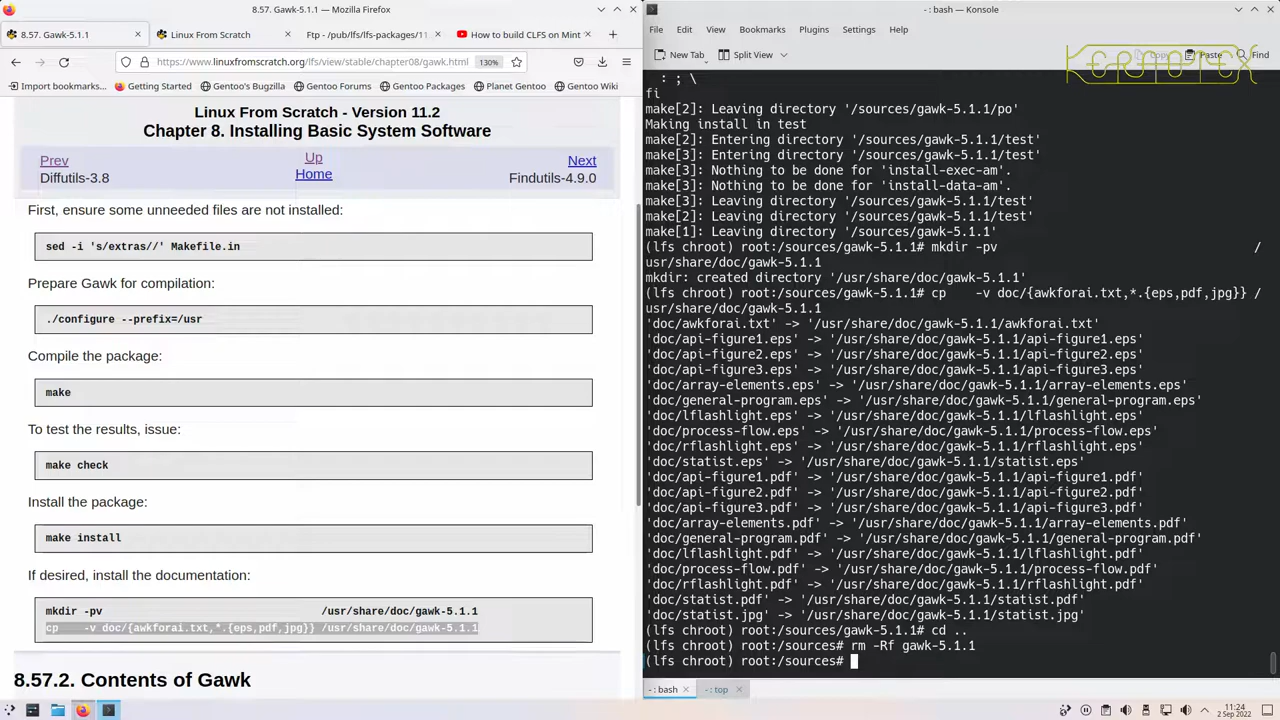 8.57. Gawk-5.1.1 — Mozilla Firefox
8.57. Gawk-5.1.1
Linux From Scratch
Ftp - /pub/lfs/lfs-packages/11
How to build CLFS on Mint
https://www.linuxfromscratch.org/lfs/view/stable/chapter08/gawk.html
130%
Import bookmarks...
Getting Started
Gentoo's Bugzilla
Gentoo Forums
Gentoo Packages
Planet Gentoo
Gentoo Wiki
Linux From Scratch - Version 11.2
Chapter 8. Installing Basic System Software
Prev
Up
Next
Diffutils-3.8
Home
Findutils-4.9.0
First, ensure some unneeded files are not installed:
sed -i 's/extras//' Makefile.in
Prepare Gawk for compilation:
./configure --prefix=/usr
Compile the package:
make
To test the results, issue:
make check
Install the package:
make install
If desired, install the documentation:
mkdir -pv                                   /usr/share/doc/gawk-5.1.1
cp    -v doc/{awkforai.txt,*.{eps,pdf,jpg}} /usr/share/doc/gawk-5.1.1
8.57.2. Contents of Gawk
- : bash — Konsole
File Edit View Bookmarks Plugins Settings Help
New Tab
Split View
Paste
Find
KERNOTEX
: ; \
fi
make[2]: Leaving directory '/sources/gawk-5.1.1/po'
Making install in test
make[2]: Entering directory '/sources/gawk-5.1.1/test'
make[3]: Entering directory '/sources/gawk-5.1.1/test'
make[3]: Nothing to be done for 'install-exec-am'.
make[3]: Nothing to be done for 'install-data-am'.
make[3]: Leaving directory '/sources/gawk-5.1.1/test'
make[2]: Leaving directory '/sources/gawk-5.1.1/test'
make[1]: Leaving directory '/sources/gawk-5.1.1'
(lfs chroot) root:/sources/gawk-5.1.1# mkdir -pv                                   /
usr/share/doc/gawk-5.1.1
mkdir: created directory '/usr/share/doc/gawk-5.1.1'
(lfs chroot) root:/sources/gawk-5.1.1# cp    -v doc/{awkforai.txt,*.{eps,pdf,jpg}} /
usr/share/doc/gawk-5.1.1
'doc/awkforai.txt' -> '/usr/share/doc/gawk-5.1.1/awkforai.txt'
'doc/api-figure1.eps' -> '/usr/share/doc/gawk-5.1.1/api-figure1.eps'
'doc/api-figure2.eps' -> '/usr/share/doc/gawk-5.1.1/api-figure2.eps'
'doc/api-figure3.eps' -> '/usr/share/doc/gawk-5.1.1/api-figure3.eps'
'doc/array-elements.eps' -> '/usr/share/doc/gawk-5.1.1/array-elements.eps'
'doc/general-program.eps' -> '/usr/share/doc/gawk-5.1.1/general-program.eps'
'doc/lflashlight.eps' -> '/usr/share/doc/gawk-5.1.1/lflashlight.eps'
'doc/process-flow.eps' -> '/usr/share/doc/gawk-5.1.1/process-flow.eps'
'doc/rflashlight.eps' -> '/usr/share/doc/gawk-5.1.1/rflashlight.eps'
'doc/statist.eps' -> '/usr/share/doc/gawk-5.1.1/statist.eps'
'doc/api-figure1.pdf' -> '/usr/share/doc/gawk-5.1.1/api-figure1.pdf'
'doc/api-figure2.pdf' -> '/usr/share/doc/gawk-5.1.1/api-figure2.pdf'
'doc/api-figure3.pdf' -> '/usr/share/doc/gawk-5.1.1/api-figure3.pdf'
'doc/array-elements.pdf' -> '/usr/share/doc/gawk-5.1.1/array-elements.pdf'
'doc/general-program.pdf' -> '/usr/share/doc/gawk-5.1.1/general-program.pdf'
'doc/lflashlight.pdf' -> '/usr/share/doc/gawk-5.1.1/lflashlight.pdf'
'doc/process-flow.pdf' -> '/usr/share/doc/gawk-5.1.1/process-flow.pdf'
'doc/rflashlight.pdf' -> '/usr/share/doc/gawk-5.1.1/rflashlight.pdf'
'doc/statist.pdf' -> '/usr/share/doc/gawk-5.1.1/statist.pdf'
'doc/statist.jpg' -> '/usr/share/doc/gawk-5.1.1/statist.jpg'
(lfs chroot) root:/sources/gawk-5.1.1# cd ..
(lfs chroot) root:/sources# rm -Rf gawk-5.1.1
(lfs chroot) root:/sources#
- : bash
- : top
11:24
2 Sep 2022